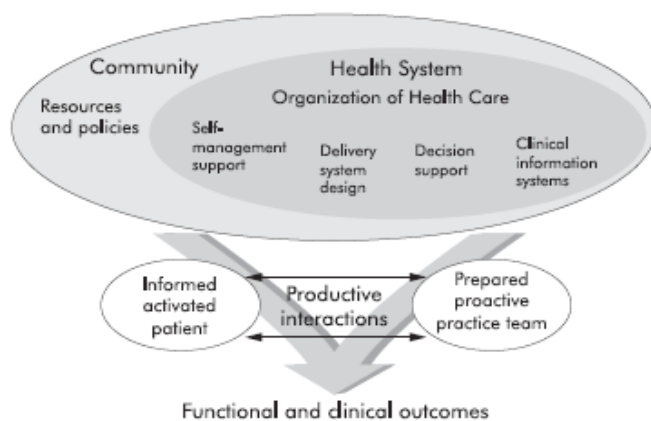 Community
Health System
Organization of Health Care
Resources
and policies
Self-
management
support
Delivery
system
design
Decision
support
Clinical
information
systems
Informed
activated
patient
Productive
interactions
Prepared
proactive
practice team
Functional and clinical outcomes